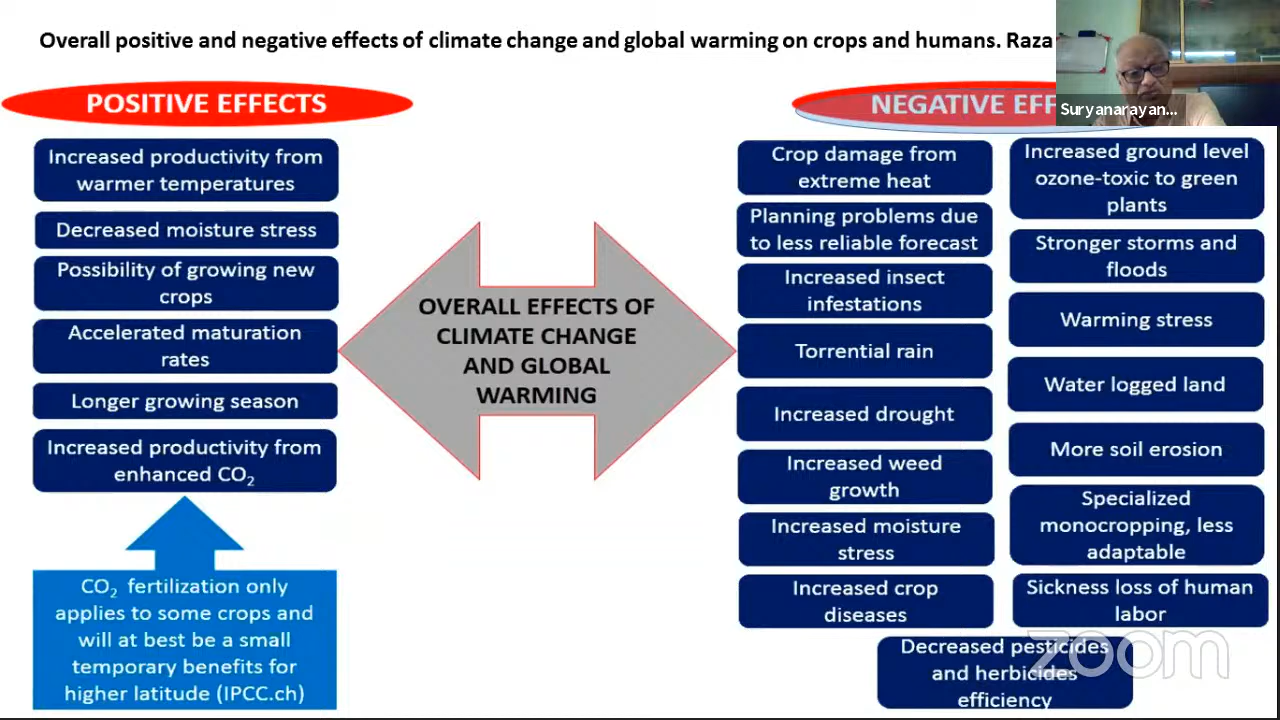 Overall positive and negative effects of climate change and global warming on crops and humans. Raza
Suryanarayan...
POSITIVE EFFECTS
Increased productivity from
warmer temperatures
Decreased moisture stress
Possibility of growing new
crops
Accelerated maturation
rates
Longer growing season
Increased productivity from
enhanced CO₂
CO₂ fertilization only
applies to some crops and
will at best be a small
temporary benefits for
higher latitude (IPCC.ch)
OVERALL EFFECTS OF
CLIMATE CHANGE
AND GLOBAL
WARMING
NEGATIVE EFF
Crop damage from
extreme heat
Planning problems due
to less reliable forecast
Increased insect
infestations
Torrential rain
Increased drought
Increased weed
growth
Increased moisture
stress
Increased crop
diseases
Increased ground level
ozone-toxic to green
plants
Stronger storms and
floods
Warming stress
Water logged land
More soil erosion
Specialized
monocropping, less
adaptable
Sickness loss of human
labor
Decreased pesticides
and herbicides
efficiency
zoom